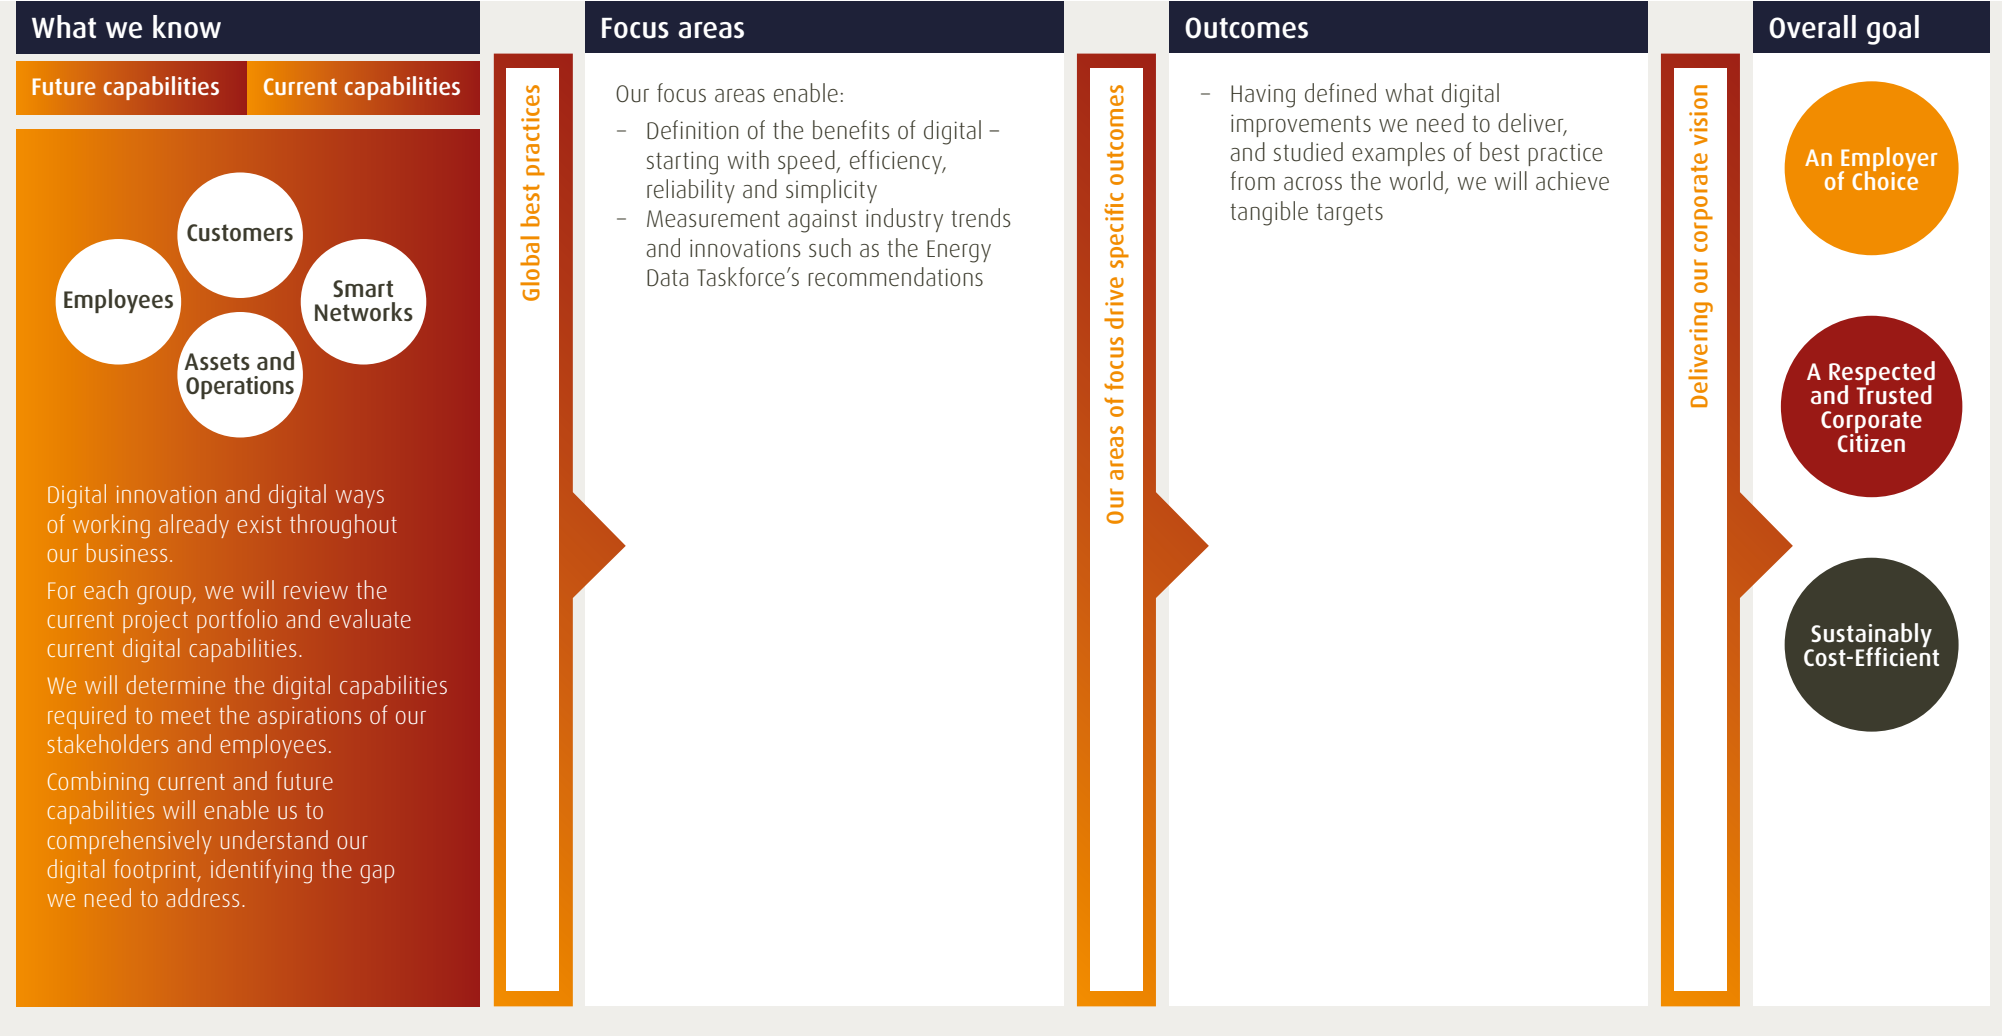 What we know
Future capabilities
Current capabilities
Customers
Employees
Smart
Networks
Assets and
Operations
Digital innovation and digital ways
of working already exist throughout
our business.
For each group, we will review the
current project portfolio and evaluate
current digital capabilities.
We will determine the digital capabilities
required to meet the aspirations of our
stakeholders and employees.
Combining current and future
capabilities will enable us to
comprehensively understand our
digital footprint, identifying the gap
we need to address.
Global best practices
Focus areas
Our focus areas enable:
– Definition of the benefits of digital –
starting with speed, efficiency,
reliability and simplicity
– Measurement against industry trends
and innovations such as the Energy
Data Taskforce’s recommendations
Our areas of focus drive specific outcomes
Outcomes
– Having defined what digital
improvements we need to deliver,
and studied examples of best practice
from across the world, we will achieve
tangible targets
Delivering our corporate vision
Overall goal
An Employer
of Choice
A Respected
and Trusted
Corporate
Citizen
Sustainably
Cost-Efficient